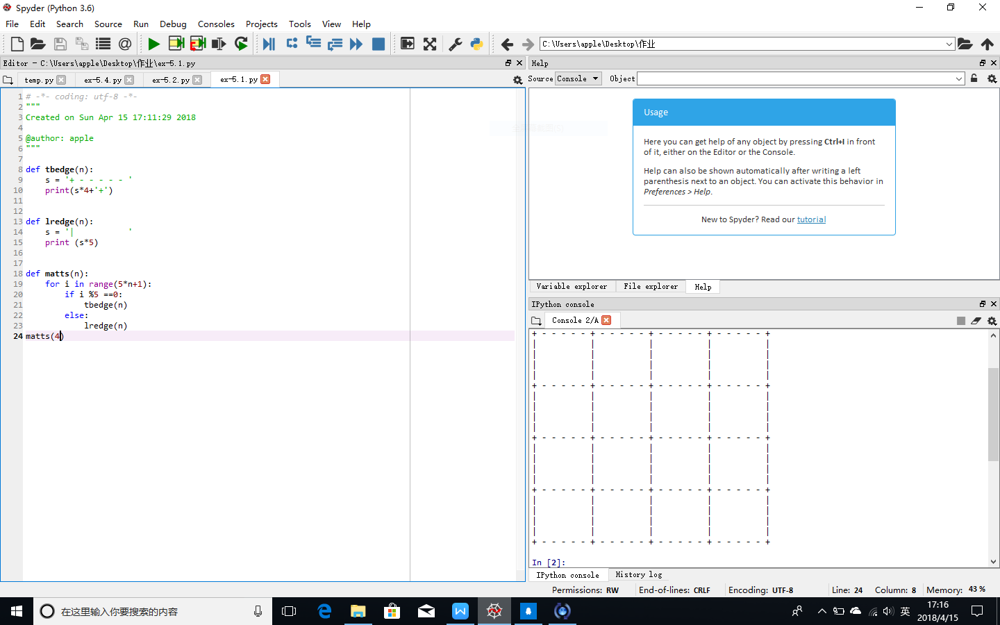 Spyder (Python 3.6)
File Edit Search Source Run Debug Consoles Projects Tools View Help
C:\Users\apple\Desktop\作业
Editor - C:\Users\apple\Desktop\作业\ex-5.1.py
temp.py ex-5.4.py ex-5.2.py ex-5.1.py
1 # -*- coding: utf-8 -*-
2 """
3 Created on Sun Apr 15 17:11:29 2018
4
5 @author: apple
6 """
7
8 def tbedge(n):
9     s = '+ - - - - - '
10     print(s*4+'+')
11
12
13 def lredge(n):
14     s = '|           '
15     print (s*5)
16
17
18 def matts(n):
19     for i in range(5*n+1):
20         if i %5 ==0:
21             tbedge(n)
22         else:
23             lredge(n)
24 matts(4)
Help
Source Console Object
Usage
Here you can get help of any object by pressing Ctrl+I in front
of it, either on the Editor or the Console.
Help can also be shown automatically after writing a left
parenthesis next to an object. You can activate this behavior in
Preferences > Help.
New to Spyder? Read our tutorial
Variable explorer File explorer Help
IPython console
Console 2/A
+ - - - - - + - - - - - + - - - - - + - - - - - +
|           |           |           |           |
|           |           |           |           |
|           |           |           |           |
|           |           |           |           |
+ - - - - - + - - - - - + - - - - - + - - - - - +
|           |           |           |           |
|           |           |           |           |
|           |           |           |           |
|           |           |           |           |
+ - - - - - + - - - - - + - - - - - + - - - - - +
|           |           |           |           |
|           |           |           |           |
|           |           |           |           |
|           |           |           |           |
+ - - - - - + - - - - - + - - - - - + - - - - - +
|           |           |           |           |
|           |           |           |           |
|           |           |           |           |
|           |           |           |           |
+ - - - - - + - - - - - + - - - - - + - - - - - +
In [2]:
IPython console History log
Permissions: RW End-of-lines: CRLF Encoding: UTF-8 Line: 24 Column: 8 Memory: 43 %
在这里输入你要搜索的内容
英
17:16
2018/4/15